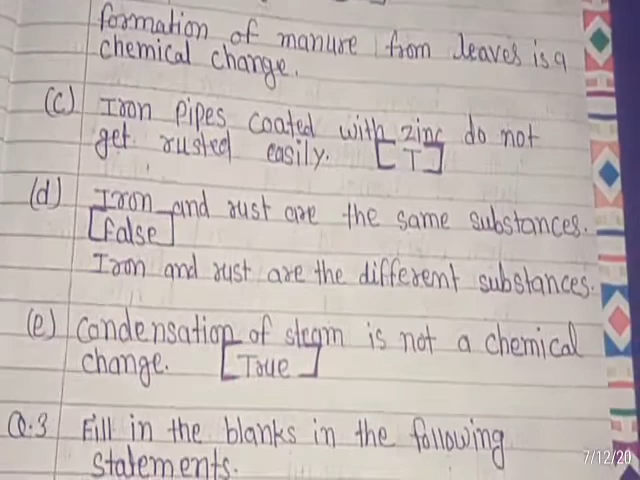 formation of manure from leaves is a
chemical change.
(c) Iron pipes coated with zinc do not
get rusted easily. [T]
(d) Iron and rust are the same substances.
[False]
Iron and rust are the different substances.
(e) Condensation of steam is not a chemical
change. [True]
Q.3 Fill in the blanks in the following
statements.
7/12/20